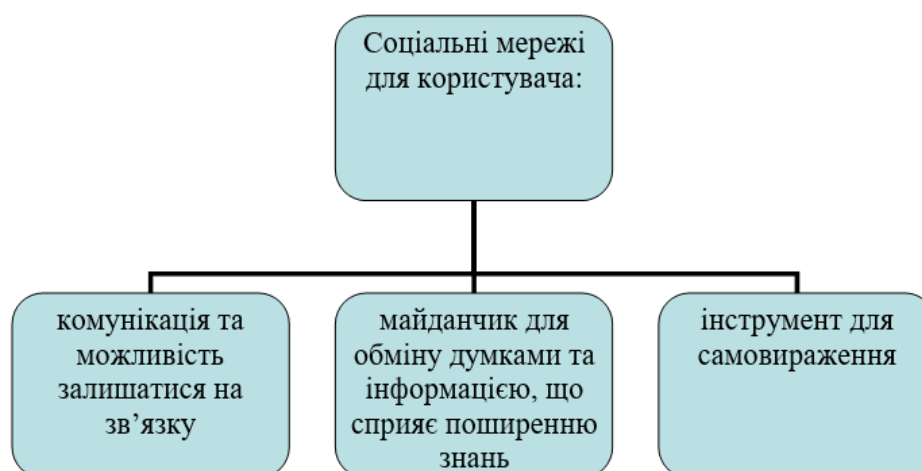 Соціальні мережі
для користувача:
комунікація та
можливість
залишатися на
зв’язку
майданчик для
обміну думками та
інформацією, що
сприяє поширенню
знань
інструмент для
самовираження